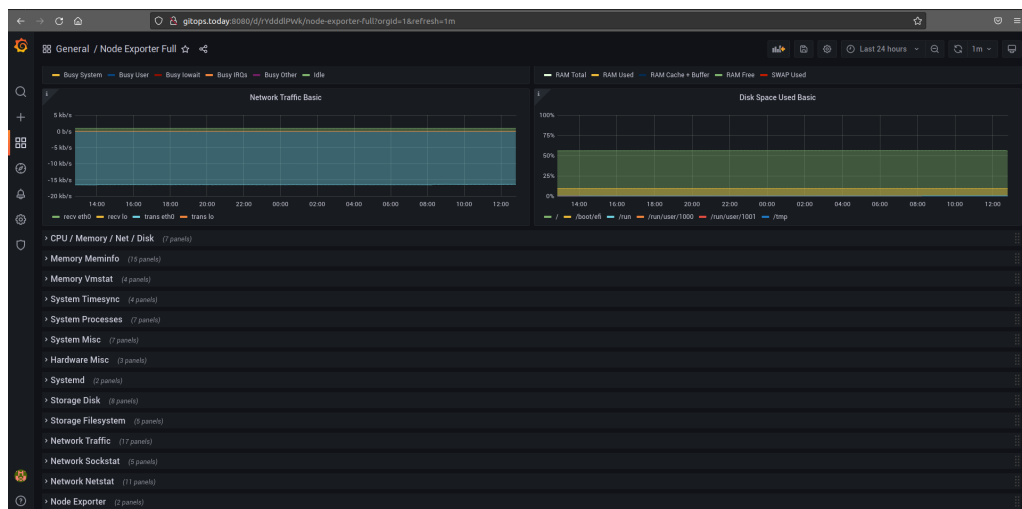 gitops.today:8080/d/rYdddlPWk/node-exporter-full?orgId=1&refresh=1m
General / Node Exporter Full
Last 24 hours
1m
Busy System Busy User Busy Iowait Busy IRQs Busy Other Idle
RAM Total RAM Used RAM Cache + Buffer RAM Free SWAP Used
Network Traffic Basic
5 kb/s
0 b/s
-5 kb/s
-10 kb/s
-15 kb/s
-20 kb/s
14:00 16:00 18:00 20:00 22:00 00:00 02:00 04:00 06:00 08:00 10:00 12:00
recv eth0 recv lo trans eth0 trans lo
Disk Space Used Basic
100%
75%
50%
25%
0%
14:00 16:00 18:00 20:00 22:00 00:00 02:00 04:00 06:00 08:00 10:00 12:00
/ /boot/efi /run /run/user/1000 /run/user/1001 /tmp
CPU / Memory / Net / Disk (7 panels)
Memory Meminfo (15 panels)
Memory Vmstat (4 panels)
System Timesync (4 panels)
System Processes (7 panels)
System Misc (7 panels)
Hardware Misc (3 panels)
Systemd (2 panels)
Storage Disk (8 panels)
Storage Filesystem (5 panels)
Network Traffic (17 panels)
Network Sockstat (5 panels)
Network Netstat (11 panels)
Node Exporter (2 panels)